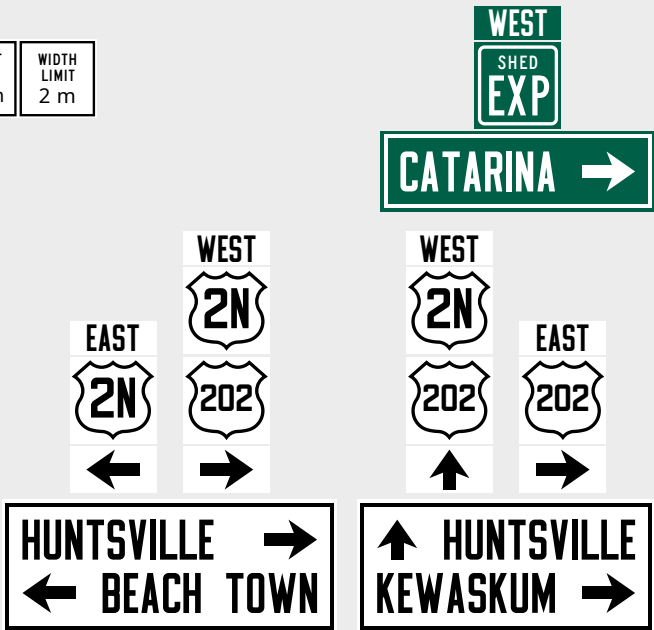 WIDTH
LIMIT
2 m
WEST
SHED
EXP
CATARINA
EAST
2N
WEST
2N
202
WEST
2N
202
EAST
202
HUNTSVILLE
BEACH TOWN
HUNTSVILLE
KEWASKUM